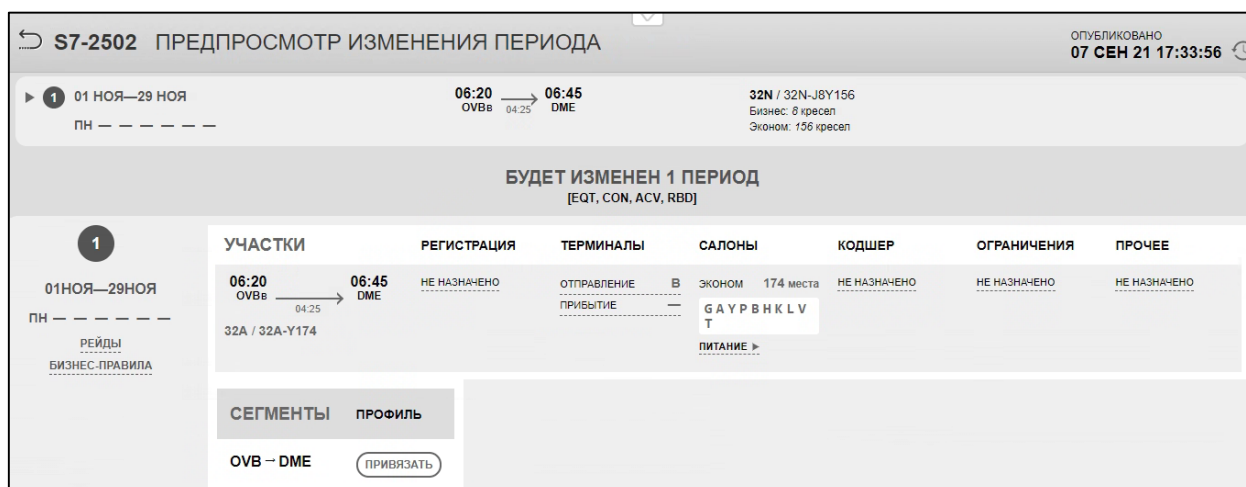 S7-2502 ПРЕДПРОСМОТР ИЗМЕНЕНИЯ ПЕРИОДА
ОПУБЛИКОВАНО
07 СЕН 21 17:33:56
1 01 НОЯ—29 НОЯ
ПН — — — — — —
06:20 06:45
OVBв 04:25 DME
32N / 32N-J8Y156
Бизнес: 8 кресел
Эконом: 156 кресел
БУДЕТ ИЗМЕНЕН 1 ПЕРИОД
[EQT, CON, ACV, RBD]
1
01НОЯ—29НОЯ
ПН — — — — — —
РЕЙДЫ
БИЗНЕС-ПРАВИЛА
УЧАСТКИ РЕГИСТРАЦИЯ ТЕРМИНАЛЫ САЛОНЫ КОДШЕР ОГРАНИЧЕНИЯ ПРОЧЕЕ
06:20 06:45
OVBв 04:25 DME
32A / 32A-Y174
НЕ НАЗНАЧЕНО
ОТПРАВЛЕНИЕ B
ПРИБЫТИЕ —
ЭКОНОМ 174 места
G A Y P B H K L V
T
ПИТАНИЕ
НЕ НАЗНАЧЕНО
НЕ НАЗНАЧЕНО
НЕ НАЗНАЧЕНО
СЕГМЕНТЫ ПРОФИЛЬ
OVB → DME ПРИВЯЗАТЬ